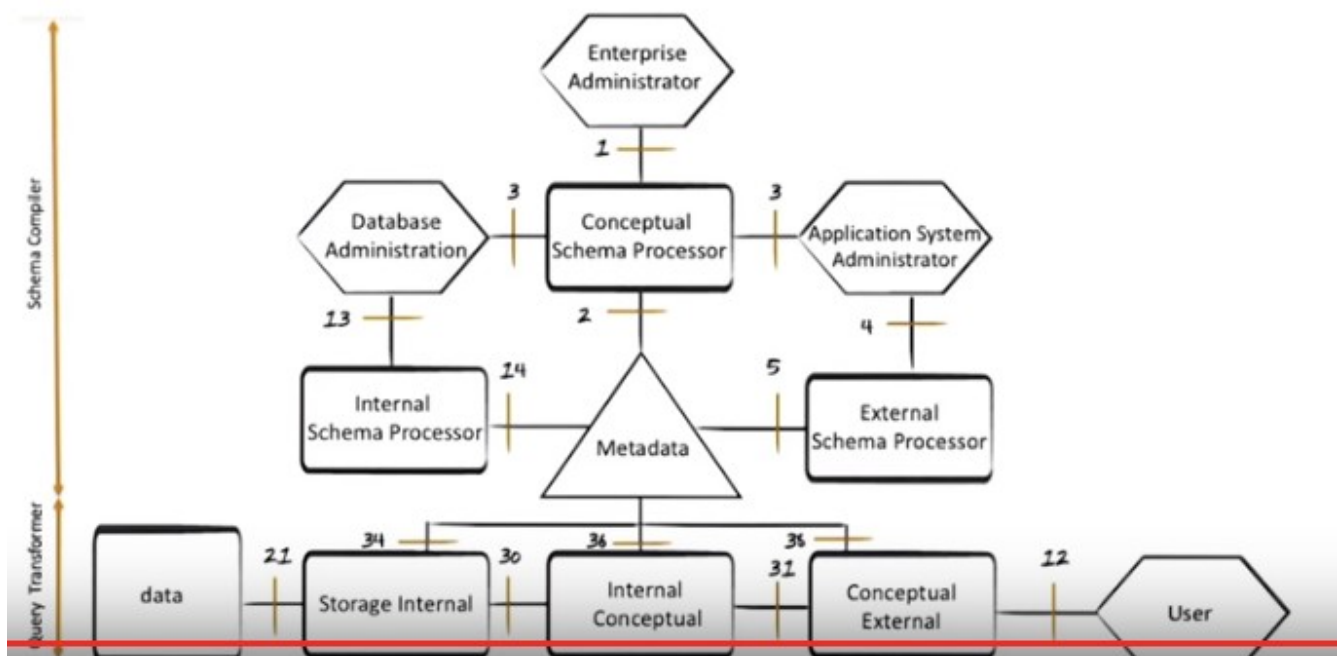 Enterprise
Administrator
1
3
3
Database
Administration
Conceptual
Schema Processor
Application System
Administrator
Schema Compiler
13
2
4
14
5
Internal
Schema Processor
Metadata
External
Schema Processor
Query Transformer
34
36
38
21
30
31
12
data
Storage Internal
Internal
Conceptual
Conceptual
External
User